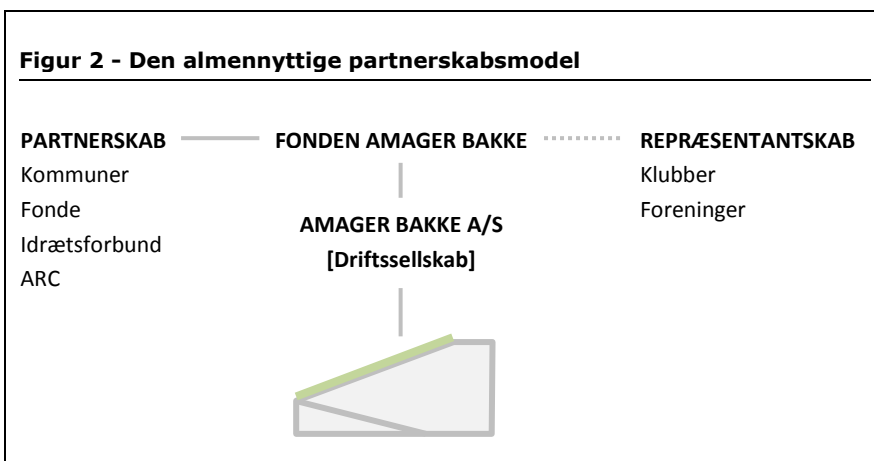 Figur 2 - Den almennyttige partnerskabsmodel
PARTNERSKAB
Kommuner
Fonde
Idrætsforbund
ARC
FONDEN AMAGER BAKKE
AMAGER BAKKE A/S
[Driftssellskab]
REPRÆSENTANTSKAB
Klubber
Foreninger